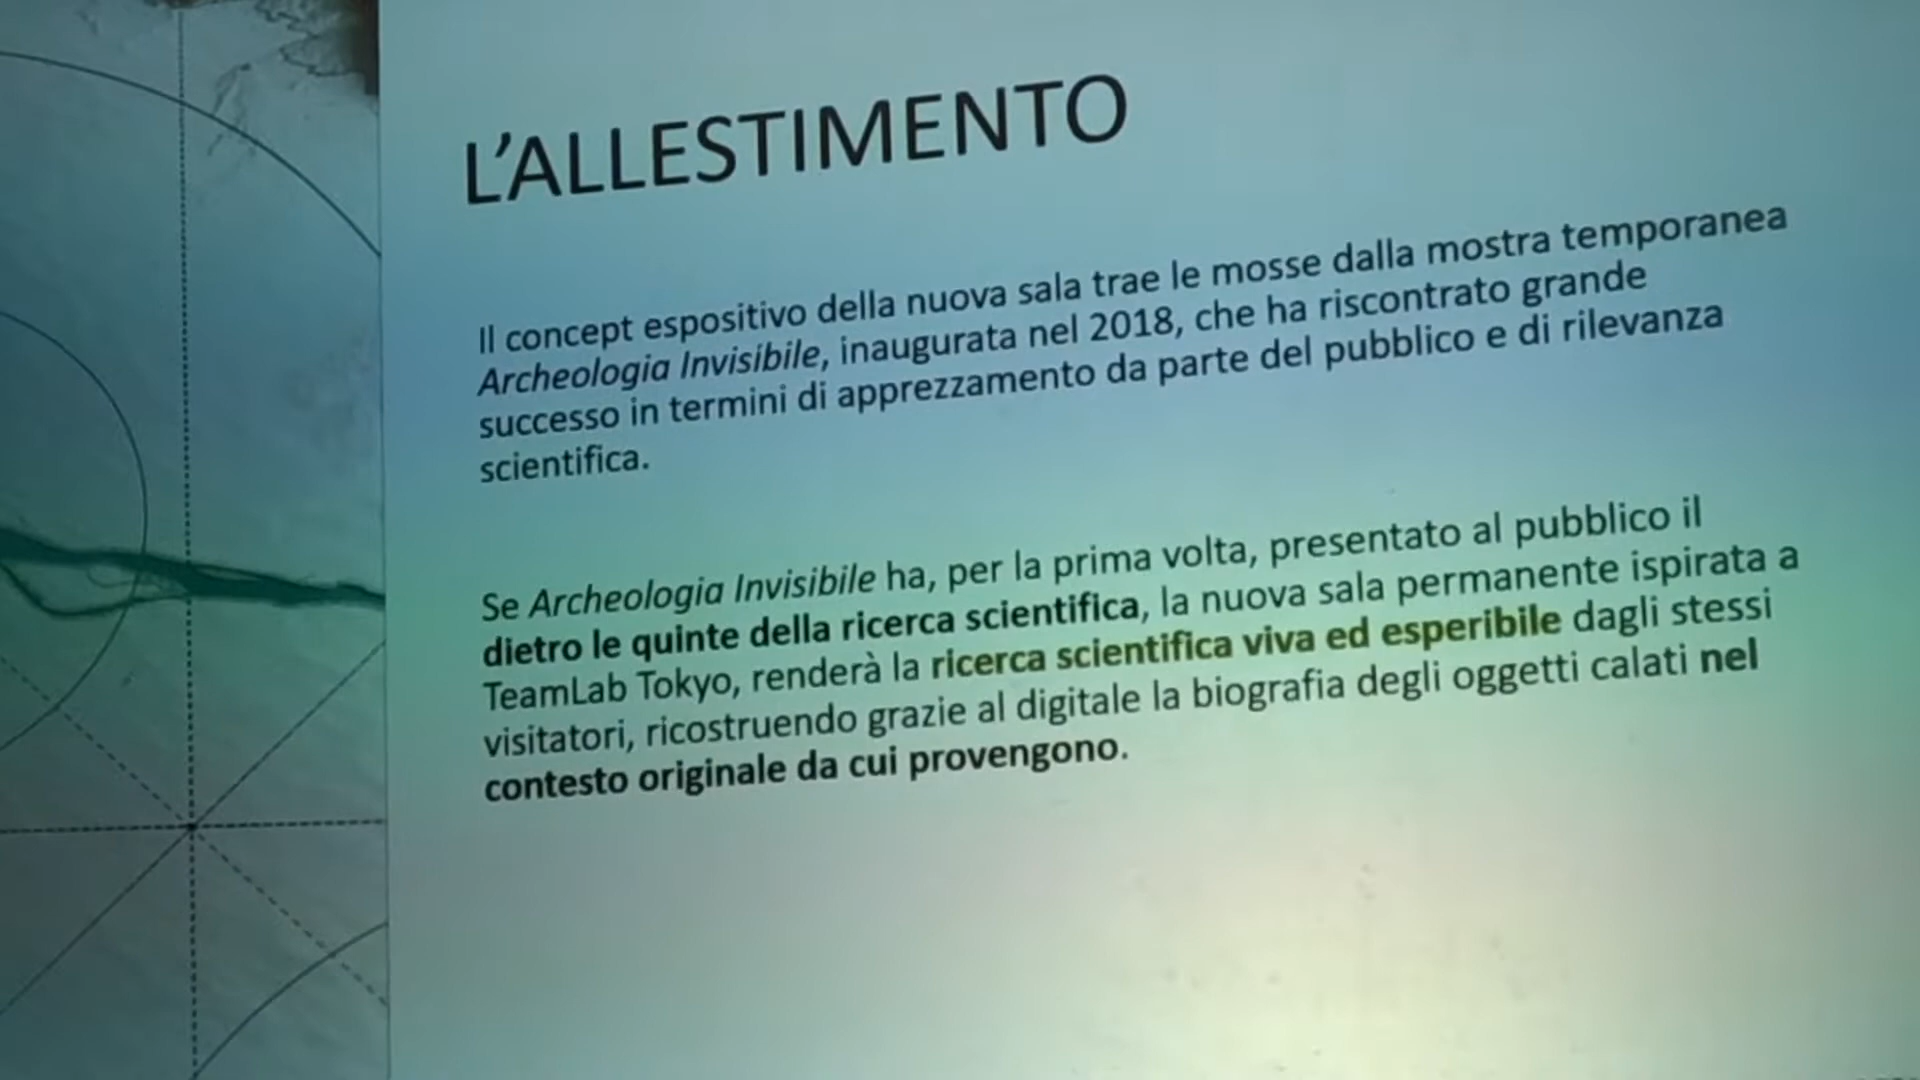 L'ALLESTIMENTO
Il concept espositivo della nuova sala trae le mosse dalla mostra temporanea
Archeologia Invisibile, inaugurata nel 2018, che ha riscontrato grande
successo in termini di apprezzamento da parte del pubblico e di rilevanza
scientifica.
Se Archeologia Invisibile ha, per la prima volta, presentato al pubblico il
dietro le quinte della ricerca scientifica, la nuova sala permanente ispirata a
TeamLab Tokyo, renderà la ricerca scientifica viva ed esperibile dagli stessi
visitatori, ricostruendo grazie al digitale la biografia degli oggetti calati nel
contesto originale da cui provengono.